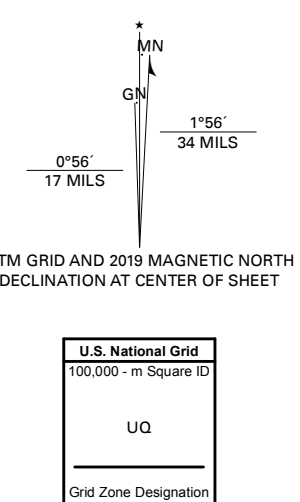 MN
GN
1°56´
34 MILS
0°56´
17 MILS
TM GRID AND 2019 MAGNETIC NORTH
DECLINATION AT CENTER OF SHEET
U.S. National Grid
100,000 - m Square ID
UQ
Grid Zone Designation